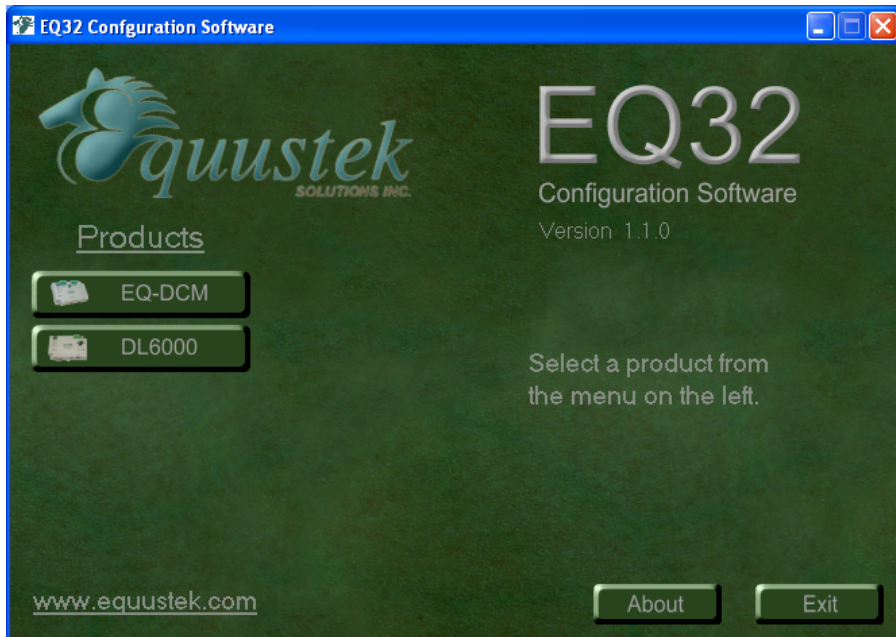 EQ32 Confguration Software
Equustek
SOLUTIONS INC.
EQ32
Configuration Software
Version 1.1.0
Products
EQ-DCM
DL6000
Select a product from
the menu on the left.
www.equustek.com
About
Exit